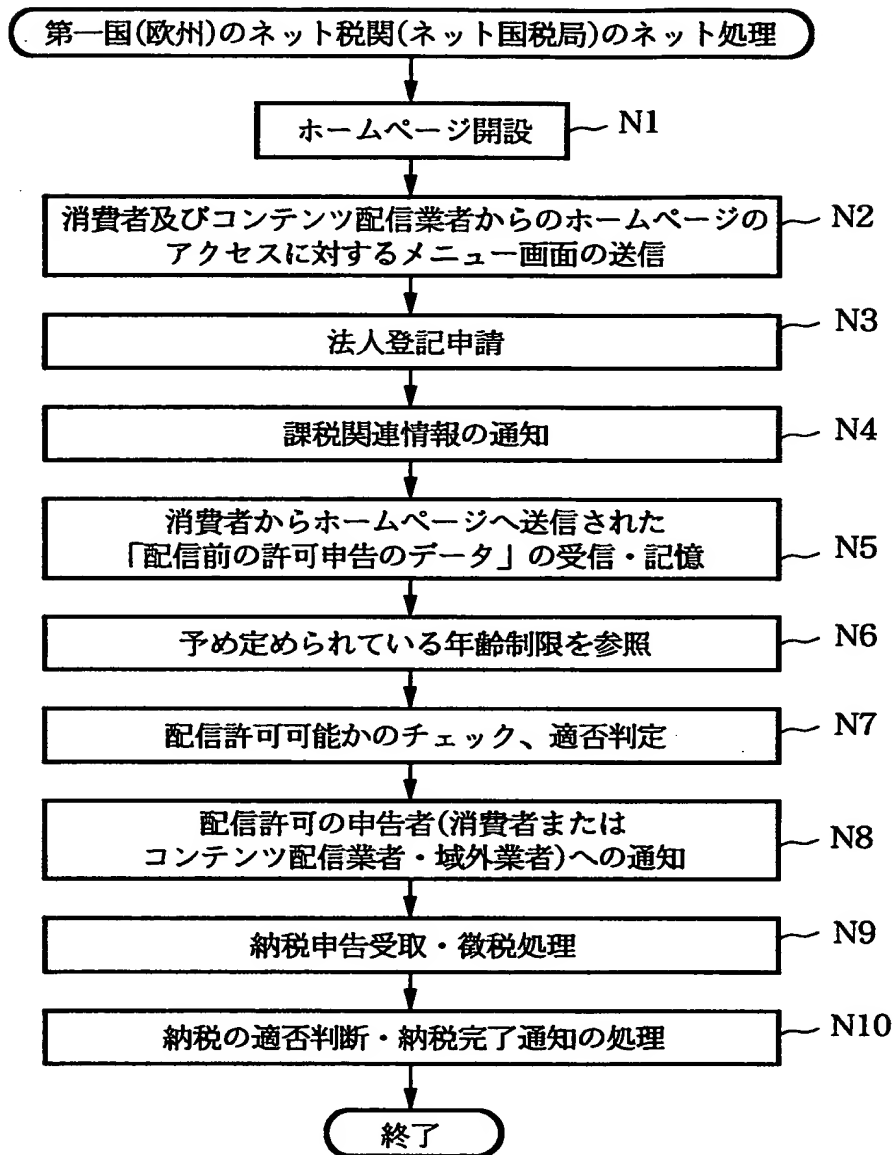 第一国(欧州)のネット税関(ネット国税局)のネット処理
ホームページ開設
N1
消費者及びコンテンツ配信業者からのホームページの
アクセスに対するメニュー画面の送信
N2
法人登記申請
N3
課税関連情報の通知
N4
消費者からホームページへ送信された
「配信前の許可申告のデータ」の受信・記憶
N5
予め定められている年齢制限を参照
N6
配信許可可能かのチェック、適否判定
N7
配信許可の申告者(消費者または
コンテンツ配信業者・域外業者)への通知
N8
納税申告受取・徴税処理
N9
納税の適否判断・納税完了通知の処理
N10
終了